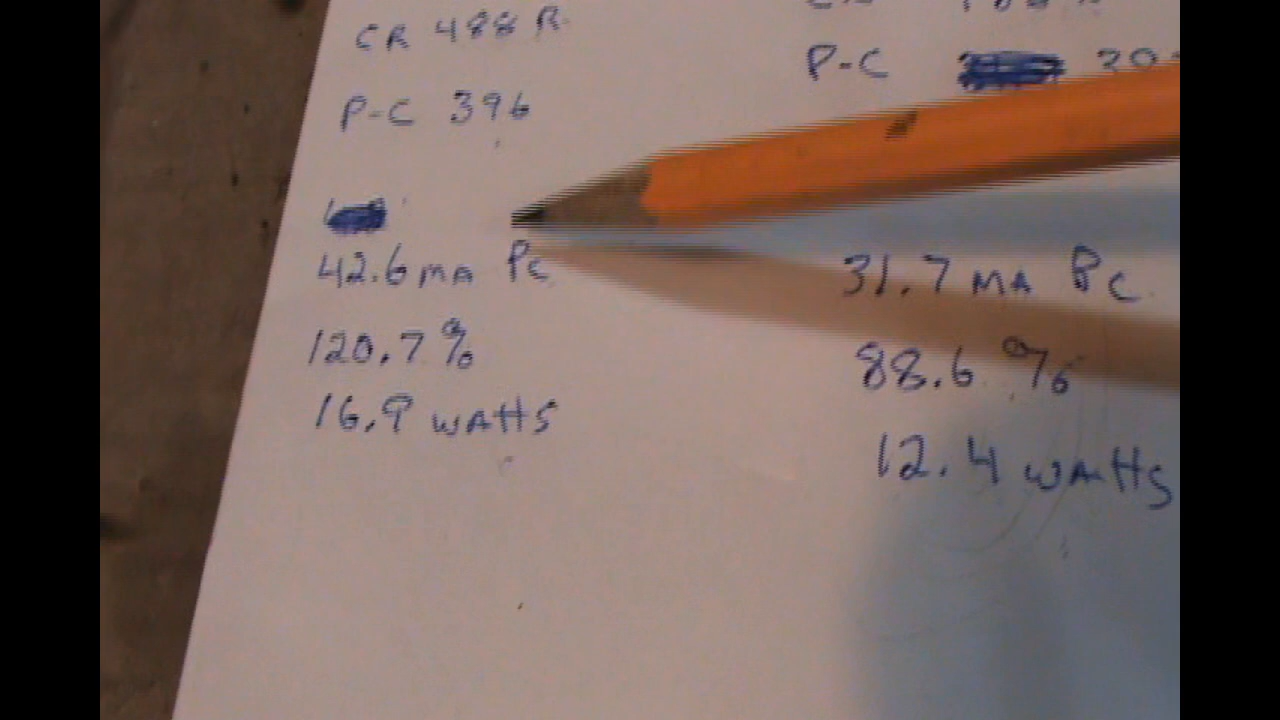 CR 488 R
P-C 396
42.6 MA PC
120.7 %
16.9 WATTS
P-C
31.7 MA PC
88.6 %
12.4 WATTS